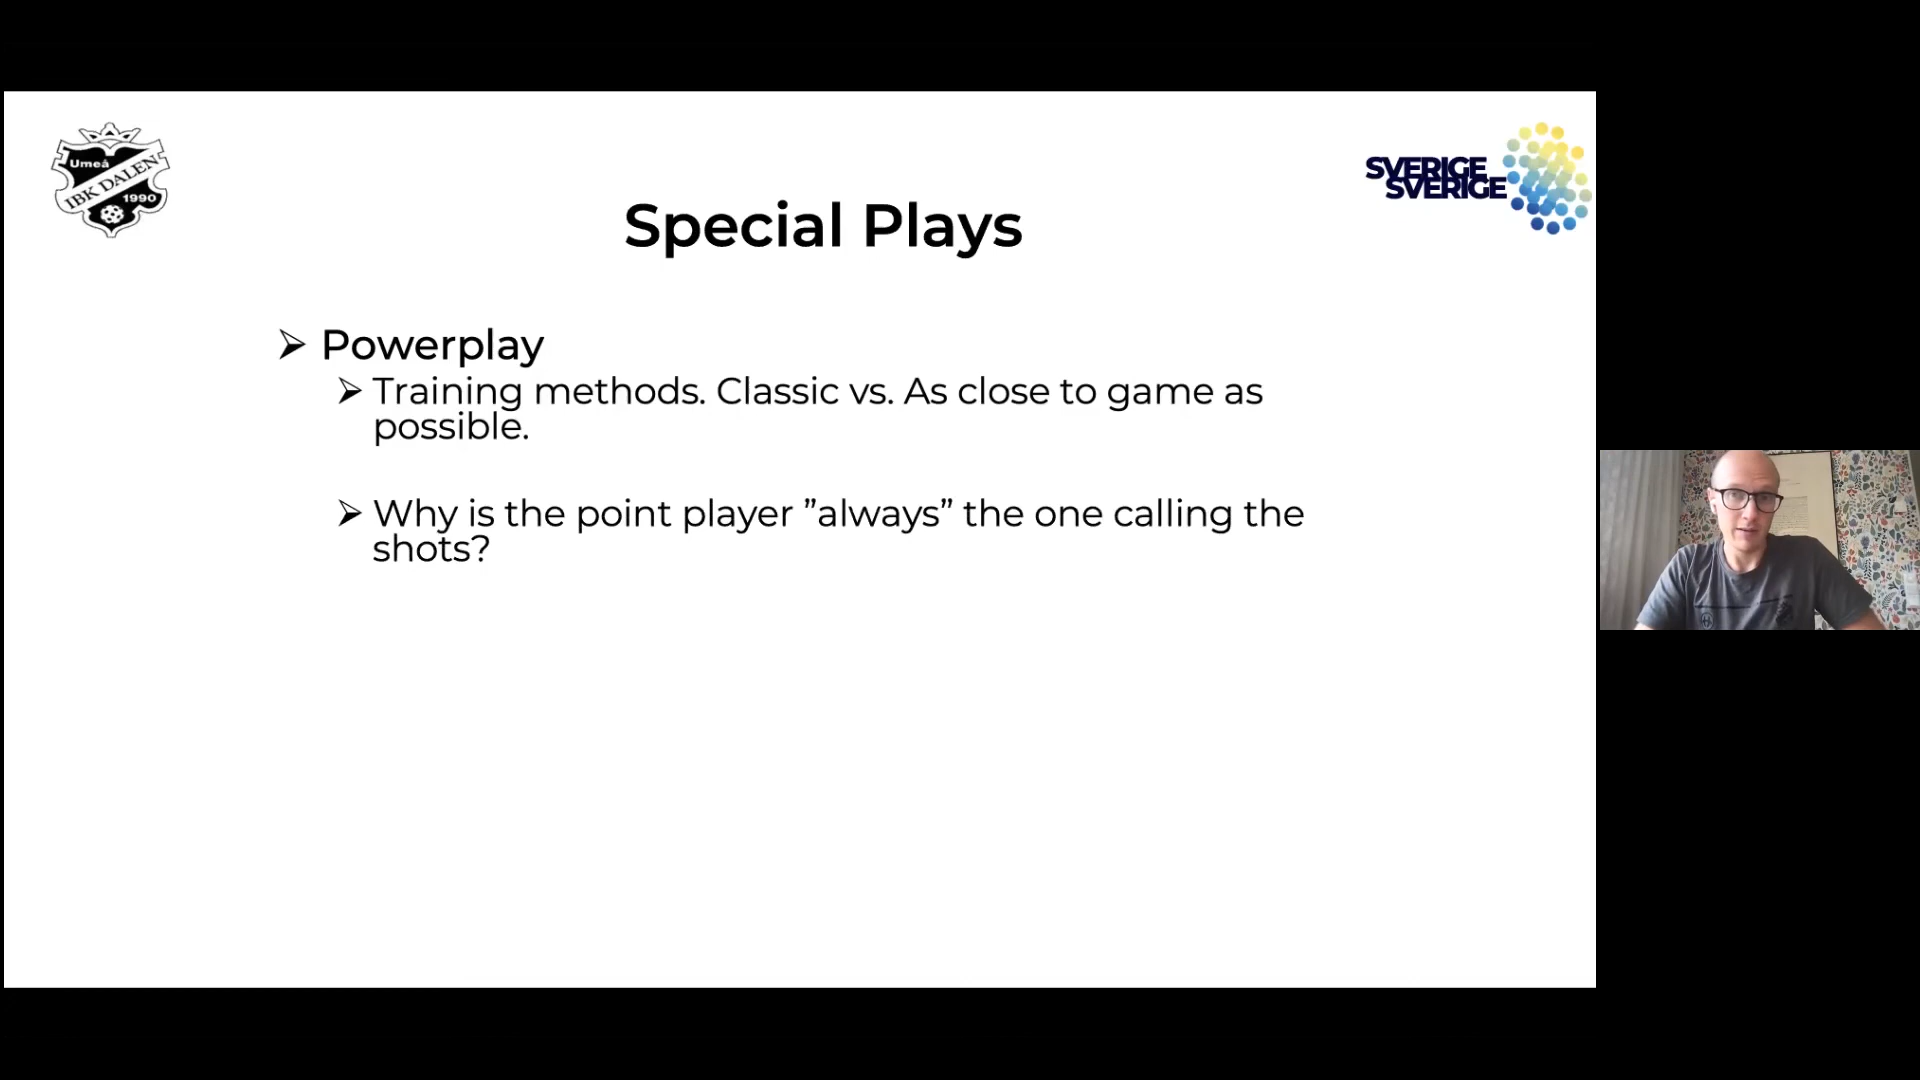 Umeå
IBK DALEN
1990
SVERIGE
SVERIGE
Special Plays
➢ Powerplay
➢ Training methods. Classic vs. As close to game as
possible.
➢ Why is the point player ”always” the one calling the
shots?